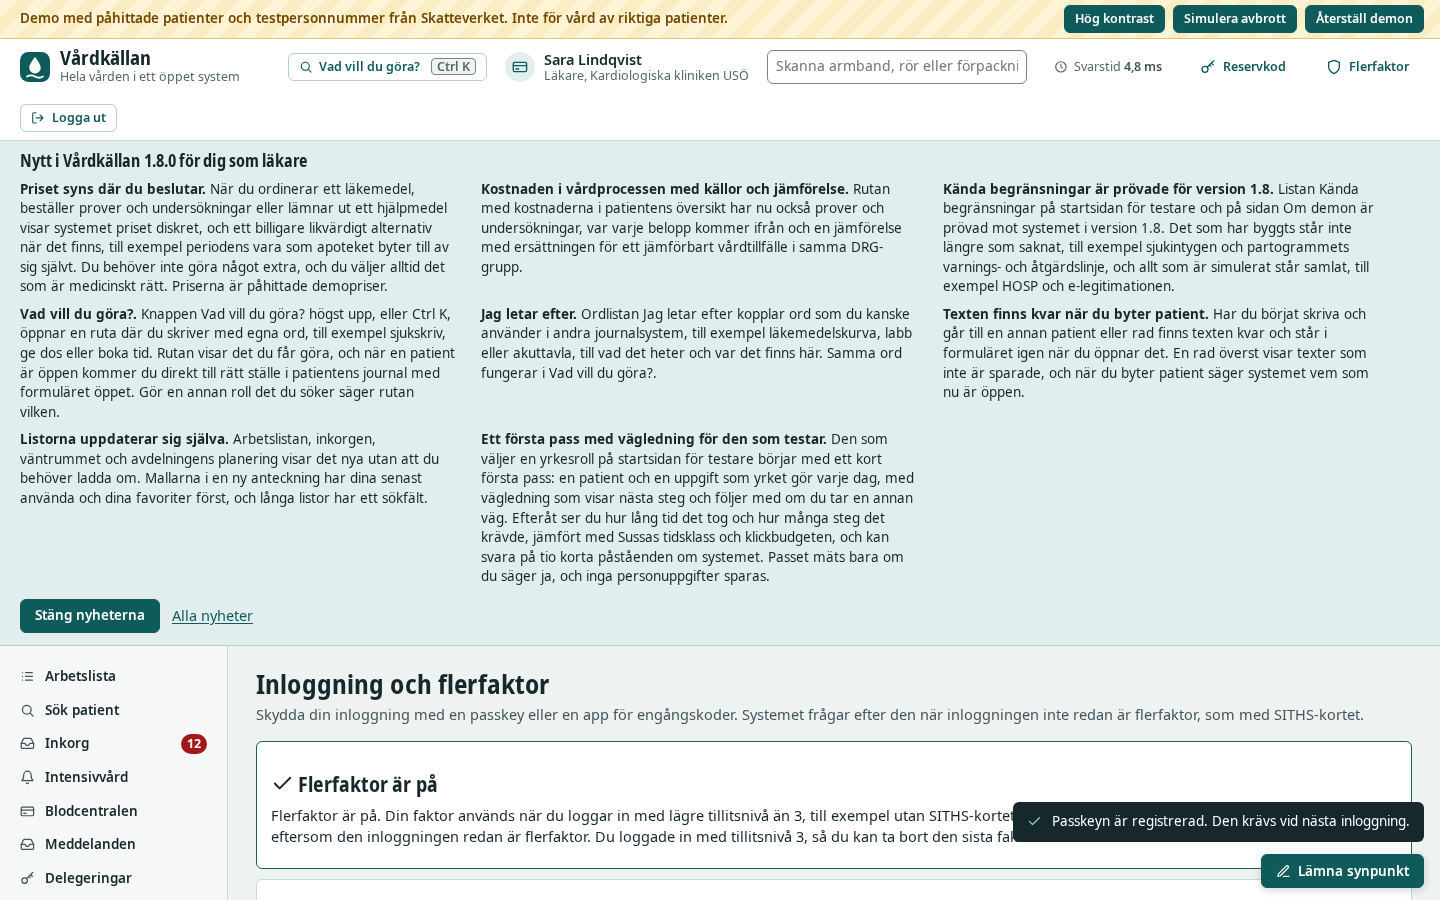 Demo med påhittade patienter och testpersonnummer från Skatteverket. Inte för vård av riktiga patienter.
Hög kontrast
Simulera avbrott
Återställ demon
Vårdkällan
Hela vården i ett öppet system
Vad vill du göra? Ctrl K
Sara Lindqvist
Läkare, Kardiologiska kliniken USÖ
Skanna armband, rör eller förpackni
Svarstid 4,8 ms
Reservkod
Flerfaktor
Logga ut
Nytt i Vårdkällan 1.8.0 för dig som läkare
Priset syns där du beslutar. När du ordinerar ett läkemedel,
beställer prover och undersökningar eller lämnar ut ett hjälpmedel
visar systemet priset diskret, och ett billigare likvärdigt alternativ
när det finns, till exempel periodens vara som apoteket byter till av
sig självt. Du behöver inte göra något extra, och du väljer alltid det
som är medicinskt rätt. Priserna är påhittade demopriser.
Kostnaden i vårdprocessen med källor och jämförelse. Rutan
med kostnaderna i patientens översikt har nu också prover och
undersökningar, var varje belopp kommer ifrån och en jämförelse
med ersättningen för ett jämförbart vårdtillfälle i samma DRG-
grupp.
Kända begränsningar är prövade för version 1.8. Listan Kända
begränsningar på startsidan för testare och på sidan Om demon är
prövad mot systemet i version 1.8. Det som har byggts står inte
längre som saknat, till exempel sjukintygen och partogrammets
varnings- och åtgärdslinje, och allt som är simulerat står samlat, till
exempel HOSP och e-legitimationen.
Vad vill du göra?. Knappen Vad vill du göra? högst upp, eller Ctrl K,
öppnar en ruta där du skriver med egna ord, till exempel sjukskriv,
ge dos eller boka tid. Rutan visar det du får göra, och när en patient
är öppen kommer du direkt till rätt ställe i patientens journal med
formuläret öppet. Gör en annan roll det du söker säger rutan
vilken.
Jag letar efter. Ordlistan Jag letar efter kopplar ord som du kanske
använder i andra journalsystem, till exempel läkemedelskurva, labb
eller akuttavla, till vad det heter och var det finns här. Samma ord
fungerar i Vad vill du göra?.
Texten finns kvar när du byter patient. Har du börjat skriva och
går till en annan patient eller rad finns texten kvar och står i
formuläret igen när du öppnar det. En rad överst visar texter som
inte är sparade, och när du byter patient säger systemet vem som
nu är öppen.
Listorna uppdaterar sig själva. Arbetslistan, inkorgen,
väntrummet och avdelningens planering visar det nya utan att du
behöver ladda om. Mallarna i en ny anteckning har dina senast
använda och dina favoriter först, och långa listor har ett sökfält.
Ett första pass med vägledning för den som testar. Den som
väljer en yrkesroll på startsidan för testare börjar med ett kort
första pass: en patient och en uppgift som yrket gör varje dag, med
vägledning som visar nästa steg och följer med om du tar en annan
väg. Efteråt ser du hur lång tid det tog och hur många steg det
krävde, jämfört med Sussas tidsklass och klickbudgeten, och kan
svara på tio korta påståenden om systemet. Passet mäts bara om
du säger ja, och inga personuppgifter sparas.
Stäng nyheterna
Alla nyheter
Arbetslista
Sök patient
Inkorg 12
Intensivvård
Blodcentralen
Meddelanden
Delegeringar
Inloggning och flerfaktor
Skydda din inloggning med en passkey eller en app för engångskoder. Systemet frågar efter den när inloggningen inte redan är flerfaktor, som med SITHS-kortet.
Flerfaktor är på
Flerfaktor är på. Din faktor används när du loggar in med lägre tillitsnivå än 3, till exempel utan SITHS-kortet
eftersom den inloggningen redan är flerfaktor. Du loggade in med tillitsnivå 3, så du kan ta bort den sista
Passkeyn är registrerad. Den krävs vid nästa inloggning.
Lämna synpunkt